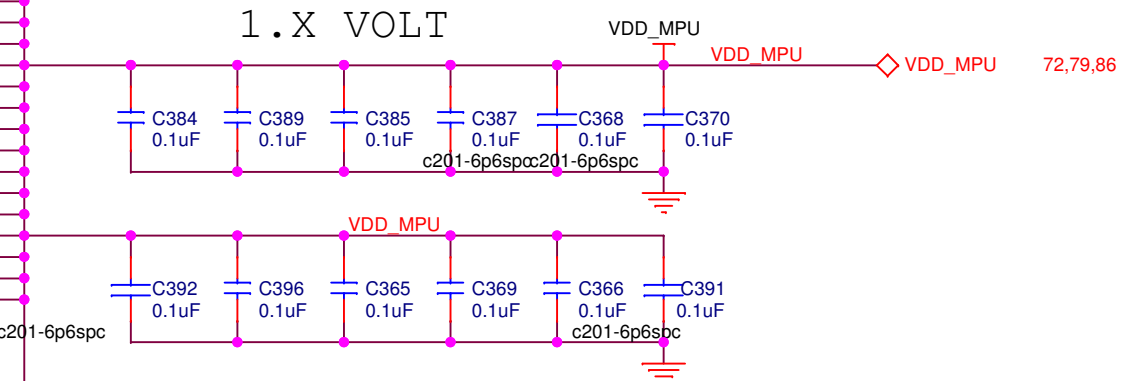 1.X VOLT
VDD_MPU
VDD_MPU
VDD_MPU 72,79,86
C384 C389 C385 C387 C368 C370
0.1uF 0.1uF 0.1uF 0.1uF 0.1uF 0.1uF
c201-6p6spc c201-6p6spc
VDD_MPU
C392 C396 C365 C369 C366 C391
0.1uF 0.1uF 0.1uF 0.1uF 0.1uF 0.1uF
c201-6p6spc c201-6p6spc